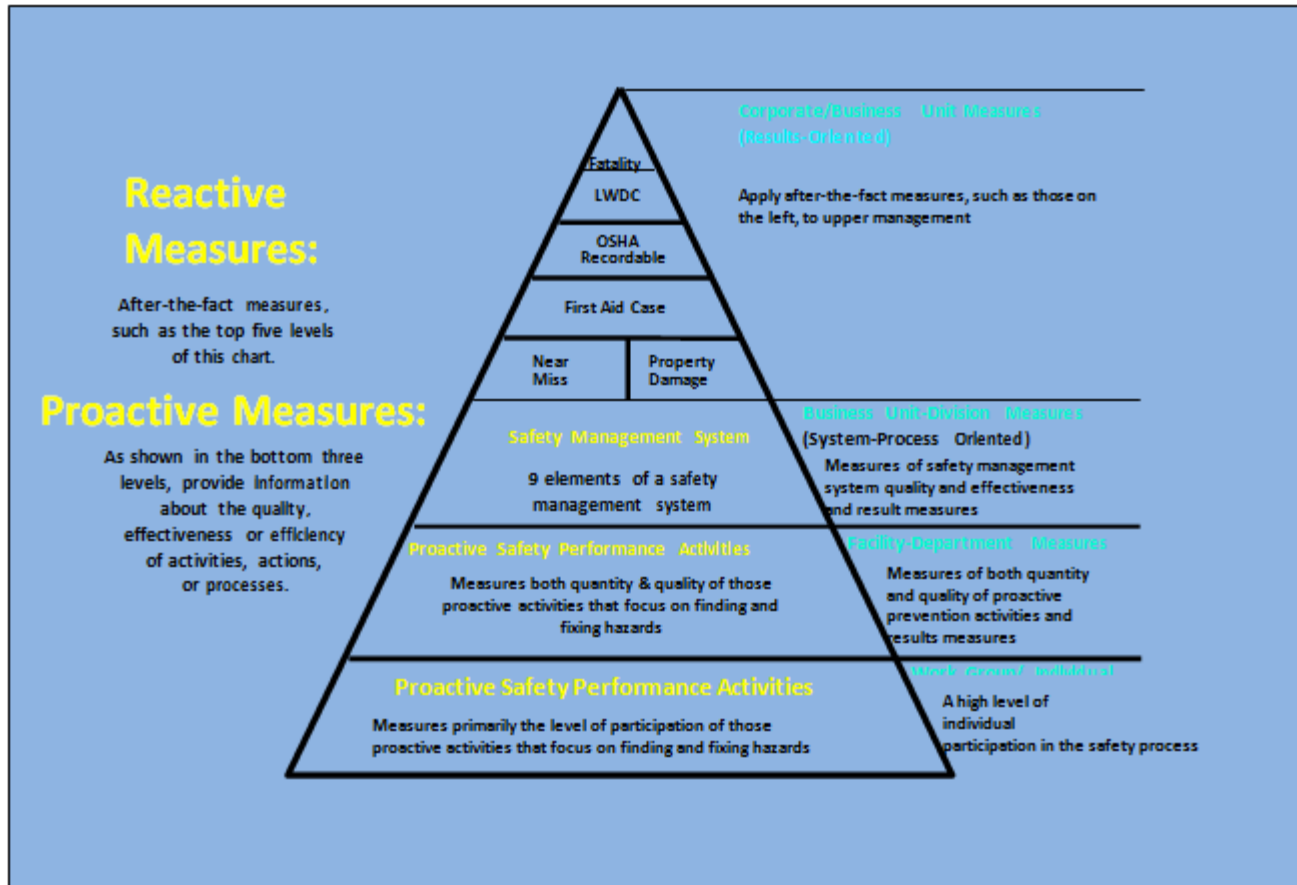 Reactive
Measures:
After-the-fact measures,
such as the top five levels
of this chart.
Proactive Measures:
As shown in the bottom three
levels, provide information
about the quality,
effectiveness or efficiency
of activities, actions,
or processes.
Fatality
LWDC
OSHA
Recordable
First Aid Case
Near
Miss
Property
Damage
Safety Management System
9 elements of a safety
management system
Proactive Safety Performance Activities
Measures both quantity & quality of those
proactive activities that focus on finding and
fixing hazards
Proactive Safety Performance Activities
Measures primarily the level of participation of those
proactive activities that focus on finding and fixing hazards
Corporate/Business Unit Measures
(Results-Oriented)
Apply after-the-fact measures, such as those on
the left, to upper management
Business Unit-Division Measures
(System-Process Oriented)
Measures of safety management
system quality and effectiveness
and result measures
Facility-Department Measures
Measures of both quantity
and quality of proactive
prevention activities and
results measures
Work Group/ Individual
A high level of
individual
participation in the safety process